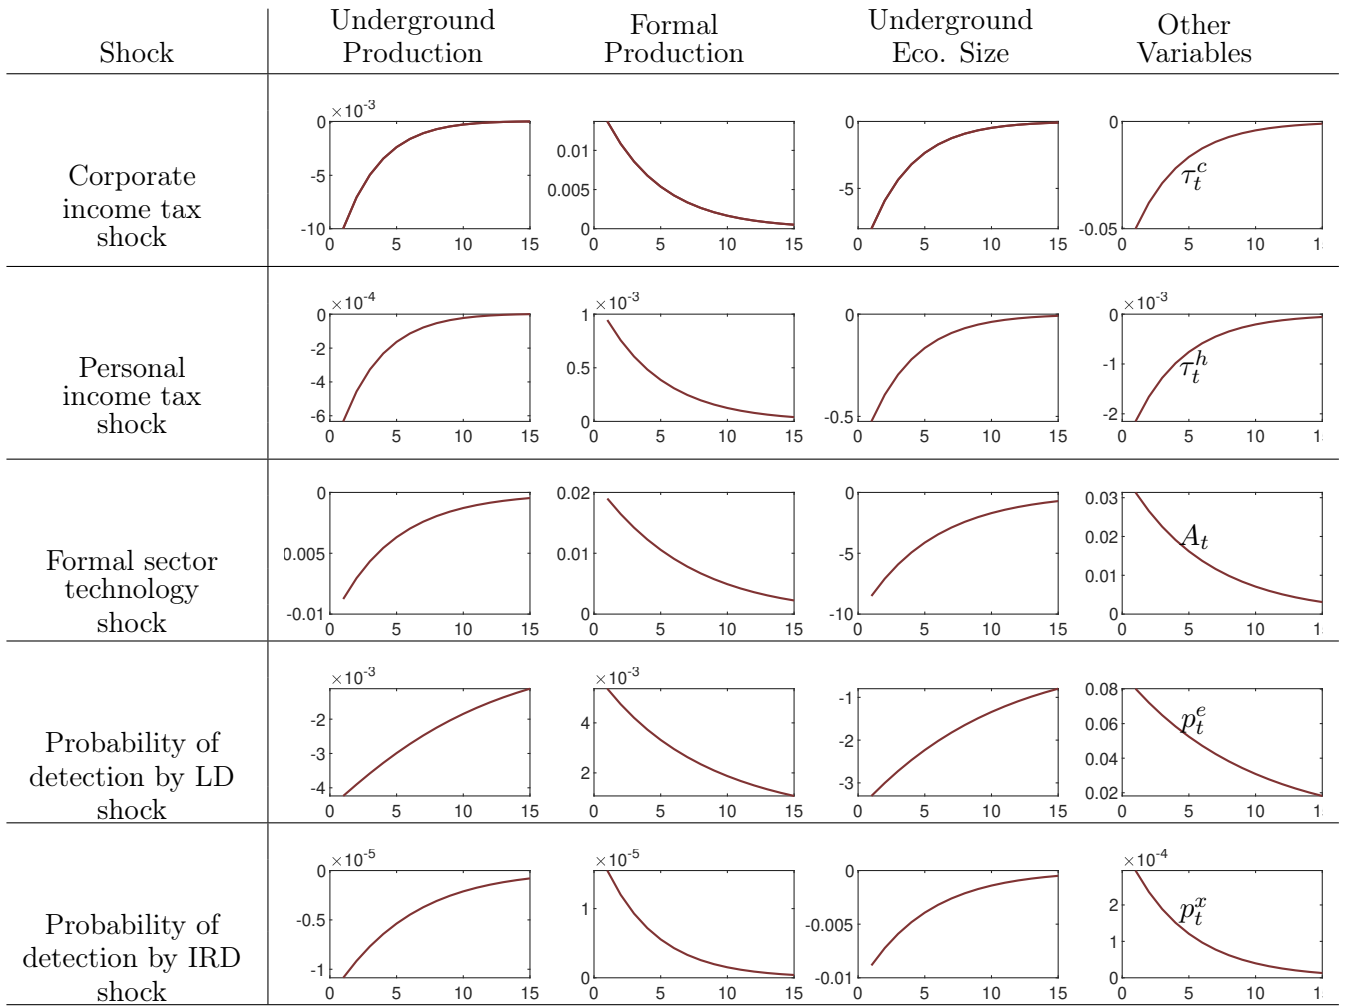 Shock
Underground
Production
Formal
Production
Underground
Eco. Size
Other
Variables
Corporate
income tax
shock
×10⁻³
0
-5
-10
0 5 10 15
0.01
0.005
0
0 5 10 15
0
-5
0 5 10 15
0
-0.05
τᶜₜ
0 5 10 1
Personal
income tax
shock
×10⁻⁴
0
-2
-4
-6
0 5 10 15
×10⁻³
1
0.5
0
0 5 10 15
0
-0.5
0 5 10 15
×10⁻³
0
-1
-2
τʰₜ
0 5 10 1
Formal sector
technology
shock
0
0.005
-0.01
0 5 10 15
0.02
0.01
0
0 5 10 15
0
-5
-10
0 5 10 15
0.03
0.02
0.01
0
Aₜ
0 5 10 1
Probability of
detection by LD
shock
×10⁻³
-2
-3
-4
0 5 10 15
×10⁻³
4
2
0 5 10 15
-1
-2
-3
0 5 10 15
0.08
0.06
0.04
0.02
pᵉₜ
0 5 10 1
Probability of
detection by IRD
shock
×10⁻⁵
0
-0.5
-1
0 5 10 15
×10⁻⁵
1
0
0 5 10 15
0
-0.005
-0.01
0 5 10 15
×10⁻⁴
2
1
0
pˣₜ
0 5 10 15